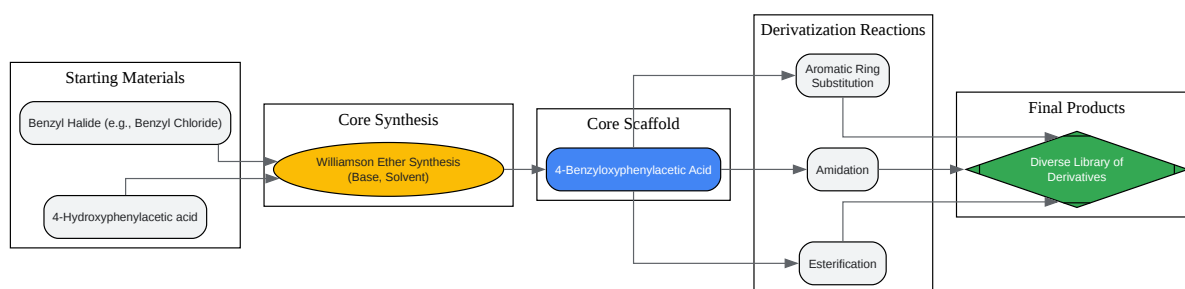 Starting Materials
Benzyl Halide (e.g., Benzyl Chloride)
4-Hydroxyphenylacetic acid
Core Synthesis
Williamson Ether Synthesis
(Base, Solvent)
Core Scaffold
4-Benzyloxyphenylacetic Acid
Derivatization Reactions
Aromatic Ring
Substitution
Amidation
Esterification
Final Products
Diverse Library of
Derivatives